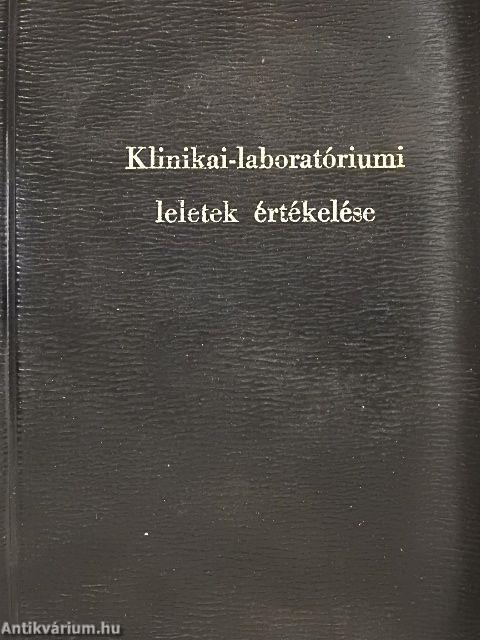 Klinikai-laboratóriumi
leletek értékelése
Antikvárium.hu